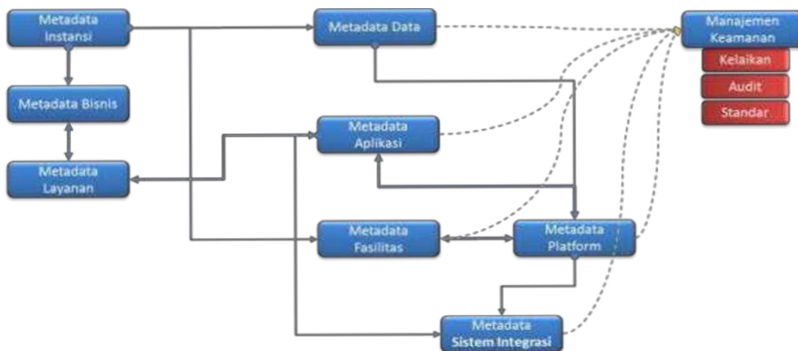 Metadata
Instansi
Metadata Data
Manajemen
Keamanan
Kelaikan
Audit
Standar
Metadata Bisnis
Metadata
Aplikasi
Metadata
Layanan
Metadata
Fasilitas
Metadata
Platform
Metadata
Sistem Integrasi